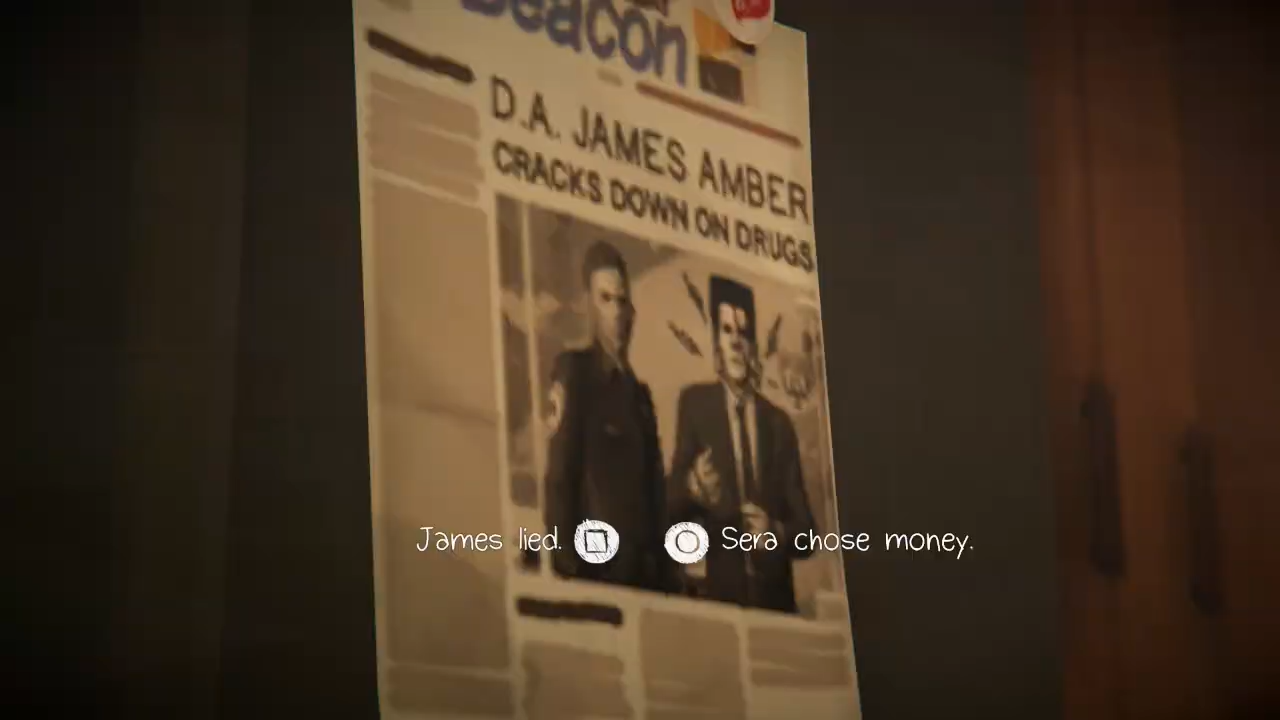 Beacon
D.A. JAMES AMBER
CRACKS DOWN ON DRUGS
James lied.
Sera chose money.